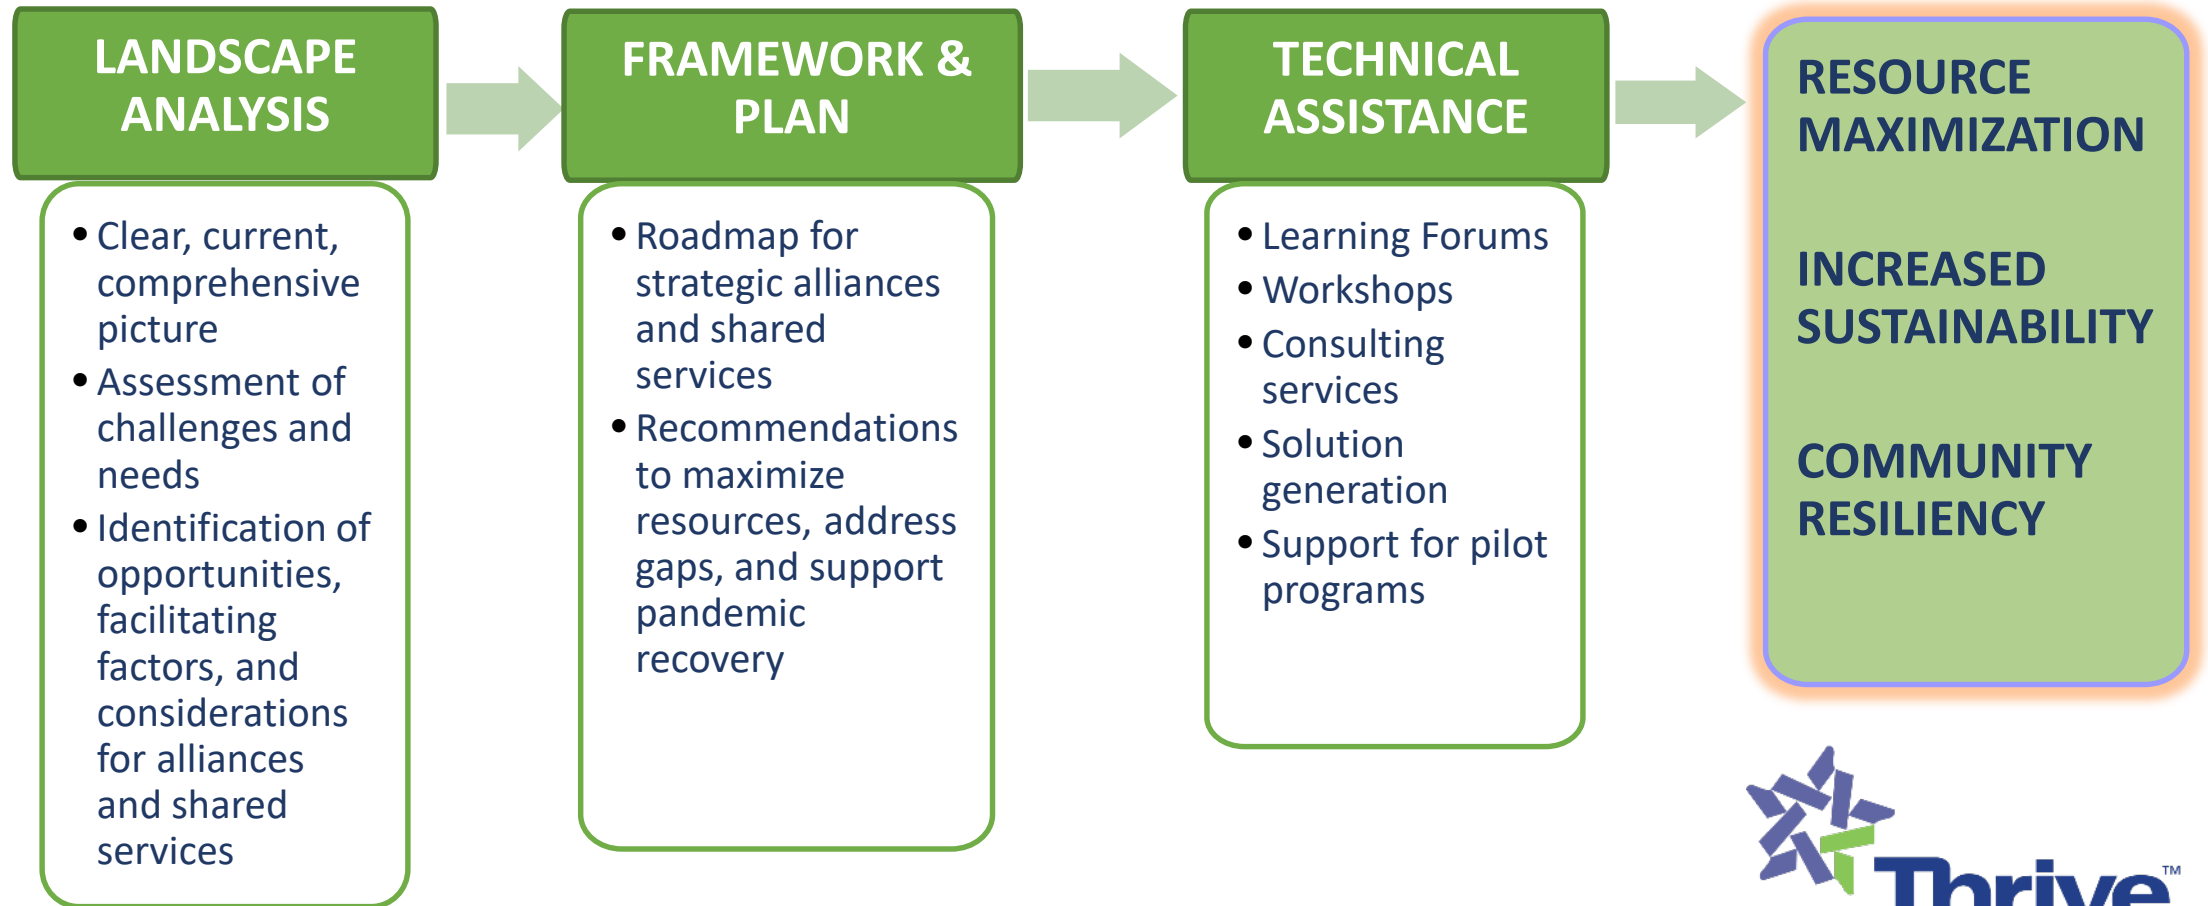 LANDSCAPE
ANALYSIS
• Clear, current,
comprehensive
picture
• Assessment of
challenges and
needs
• Identification of
opportunities,
facilitating
factors, and
considerations
for alliances
and shared
services
FRAMEWORK &
PLAN
• Roadmap for
strategic alliances
and shared
services
• Recommendations
to maximize
resources, address
gaps, and support
pandemic
recovery
TECHNICAL
ASSISTANCE
• Learning Forums
• Workshops
• Consulting
services
• Solution
generation
• Support for pilot
programs
RESOURCE
MAXIMIZATION
INCREASED
SUSTAINABILITY
COMMUNITY
RESILIENCY
Thrive™